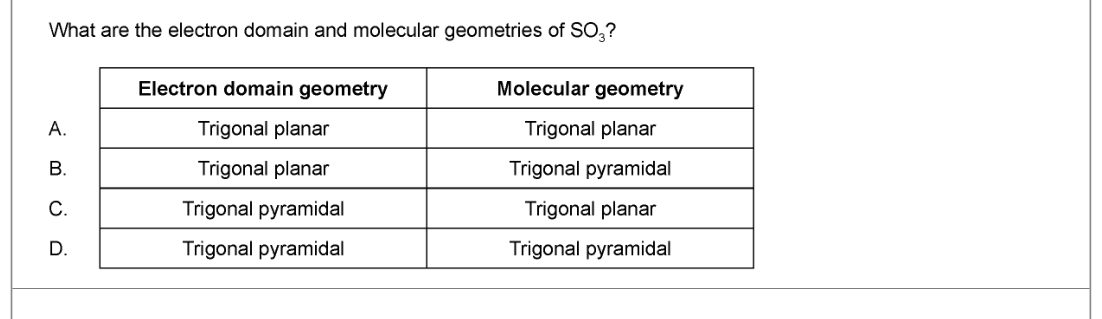 What are the electron domain and molecular geometries of SO₃?
Electron domain geometry Molecular geometry
A. Trigonal planar Trigonal planar
B. Trigonal planar Trigonal pyramidal
C. Trigonal pyramidal Trigonal planar
D. Trigonal pyramidal Trigonal pyramidal